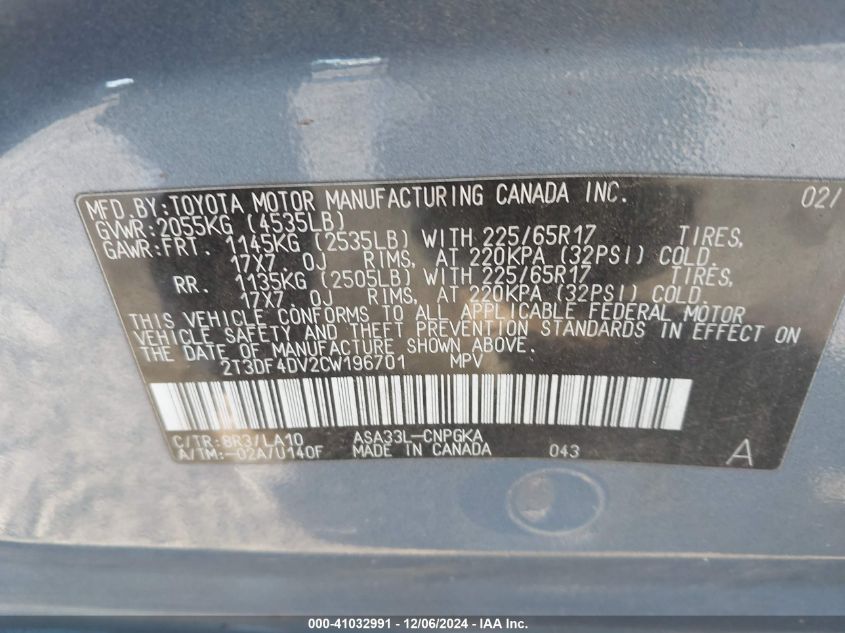 MFD.BY:TOYOTA MOTOR MANUFACTURING CANADA INC. 02/
GVWR:2055KG (4535LB)
GAWR:FRT. 1145KG (2535LB) WITH 225/65R17 TIRES,
17X7 0J RIMS, AT 220KPA (32PSI) COLD.
RR. 1135KG (2505LB) WITH 225/65R17 TIRES,
17X7 0J RIMS, AT 220KPA (32PSI) COLD.
THIS VEHICLE CONFORMS TO ALL APPLICABLE FEDERAL MOTOR
VEHICLE SAFETY AND THEFT PREVENTION STANDARDS IN EFFECT ON
THE DATE OF MANUFACTURE SHOWN ABOVE.
2T3DF4DV2CW196701 MPV
C/TR:8R3/LA10 ASA33L-CNPGKA
A/TM:-02A/U140F MADE IN CANADA 043 A
000-41032991 - 12/06/2024 - IAA Inc.